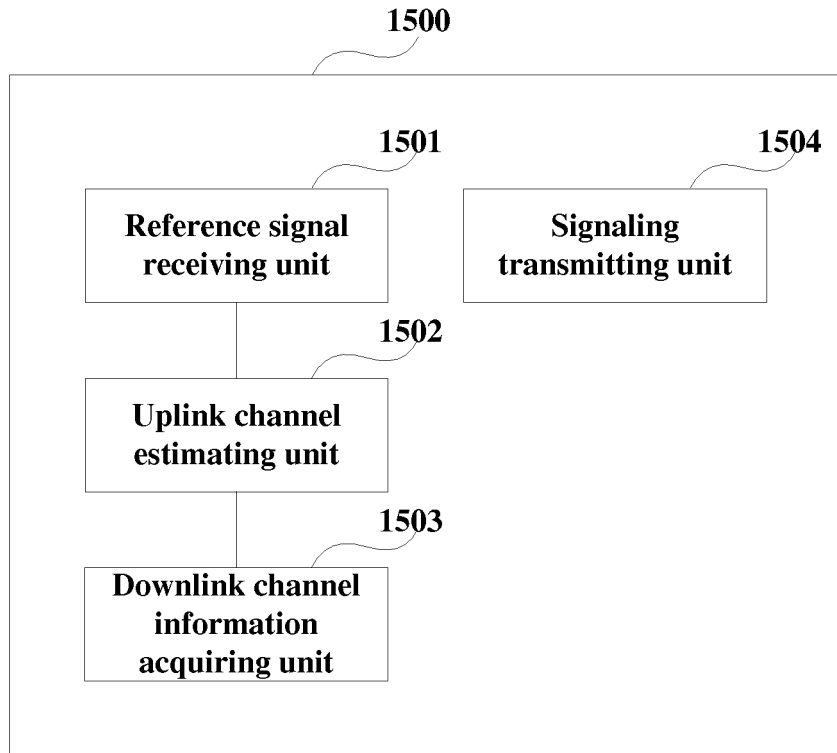 1500
1501
Reference signal
receiving unit
1504
Signaling
transmitting unit
1502
Uplink channel
estimating unit
1503
Downlink channel
information
acquiring unit